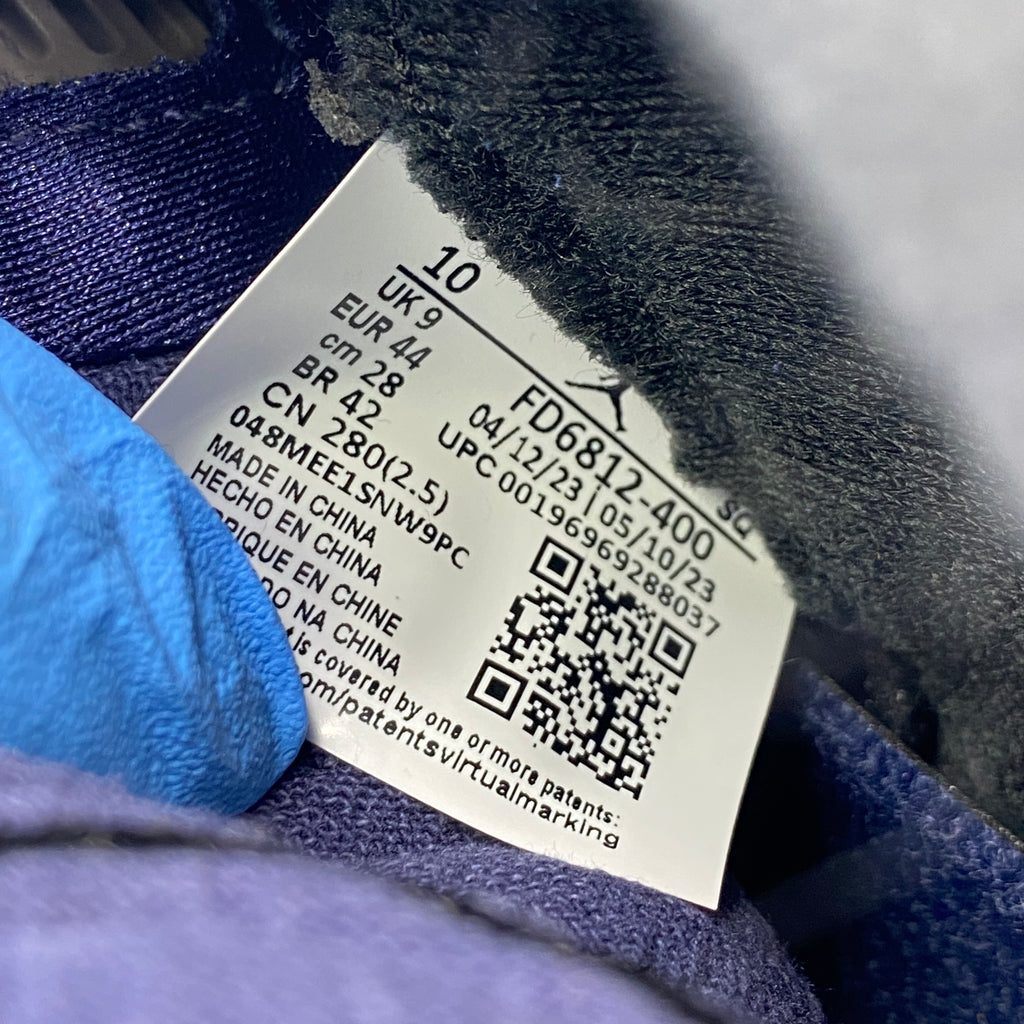 10
UK 9
EUR 44
cm 28
BR 42
CN 280(2.5)
048MEE1SNW9PC
MADE IN CHINA
HECHO EN CHINA
EN CHINE
NA CHINA
is covered by one or more patents:
om/patentsvirtualmarking
SQ
FD6812-400
04/12/23 | 05/10/23
UPC 00196969288037